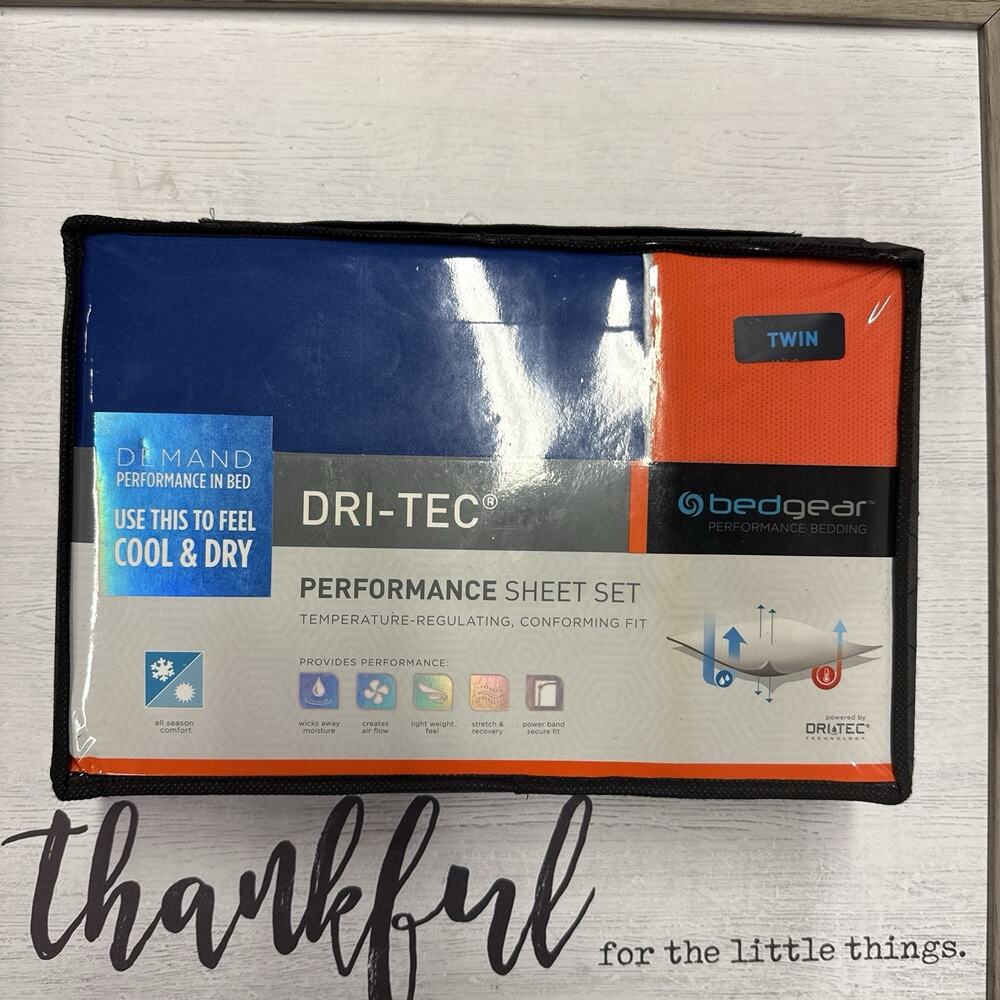 TWIN
DEMAND
PERFORMANCE IN BED
USE THIS TO FEEL
COOL & DRY
DRI-TEC®
bedgear™
PERFORMANCE BEDDING
PERFORMANCE SHEET SET
TEMPERATURE-REGULATING, CONFORMING FIT
PROVIDES PERFORMANCE:
all season
comfort
wicks away
moisture
creates
air flow
light weight
feel
stretch &
recovery
power band
secure fit
powered by
DRI-TEC®
TECHNOLOGY
thankful
for the little things.